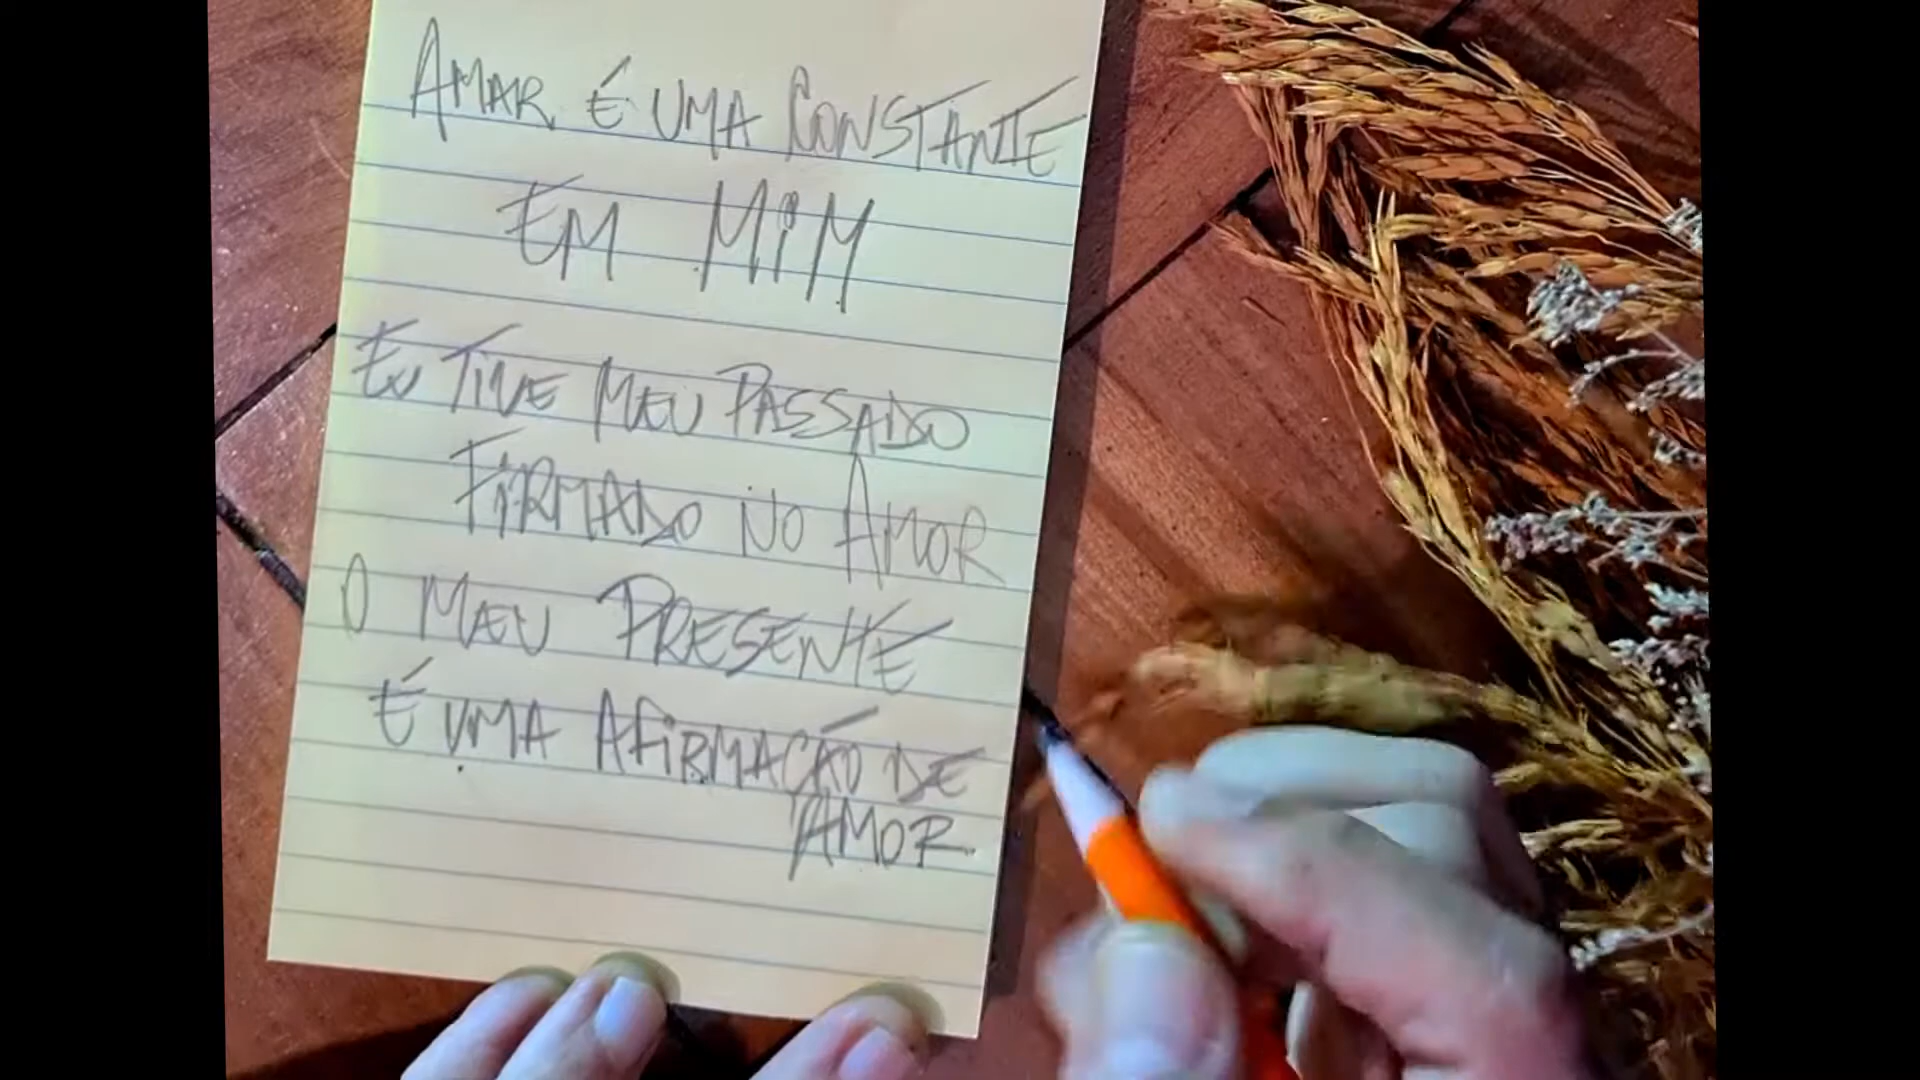 AMAR É UMA CONSTANTE
EM MiM
EU TIVE MEU PASSADO
FiRMADO NO AMOR
O MEU PRESENTE
É UMA AfiRMAÇÃO DE
AMOR